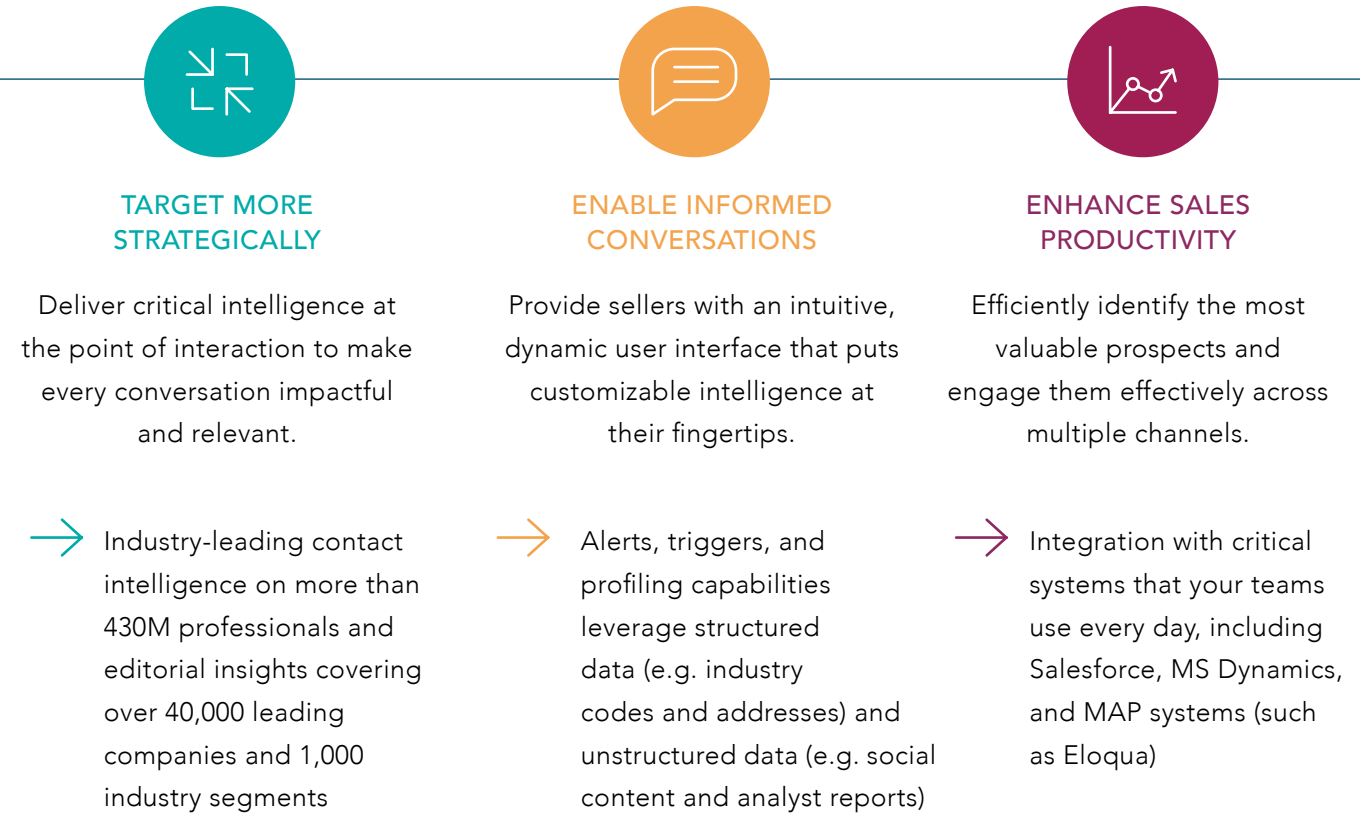 TARGET MORE
STRATEGICALLY
Deliver critical intelligence at
the point of interaction to make
every conversation impactful
and relevant.
Industry-leading contact
intelligence on more than
430M professionals and
editorial insights covering
over 40,000 leading
companies and 1,000
industry segments
ENABLE INFORMED
CONVERSATIONS
Provide sellers with an intuitive,
dynamic user interface that puts
customizable intelligence at
their fingertips.
Alerts, triggers, and
profiling capabilities
leverage structured
data (e.g. industry
codes and addresses) and
unstructured data (e.g. social
content and analyst reports)
ENHANCE SALES
PRODUCTIVITY
Efficiently identify the most
valuable prospects and
engage them effectively across
multiple channels.
Integration with critical
systems that your teams
use every day, including
Salesforce, MS Dynamics,
and MAP systems (such
as Eloqua)